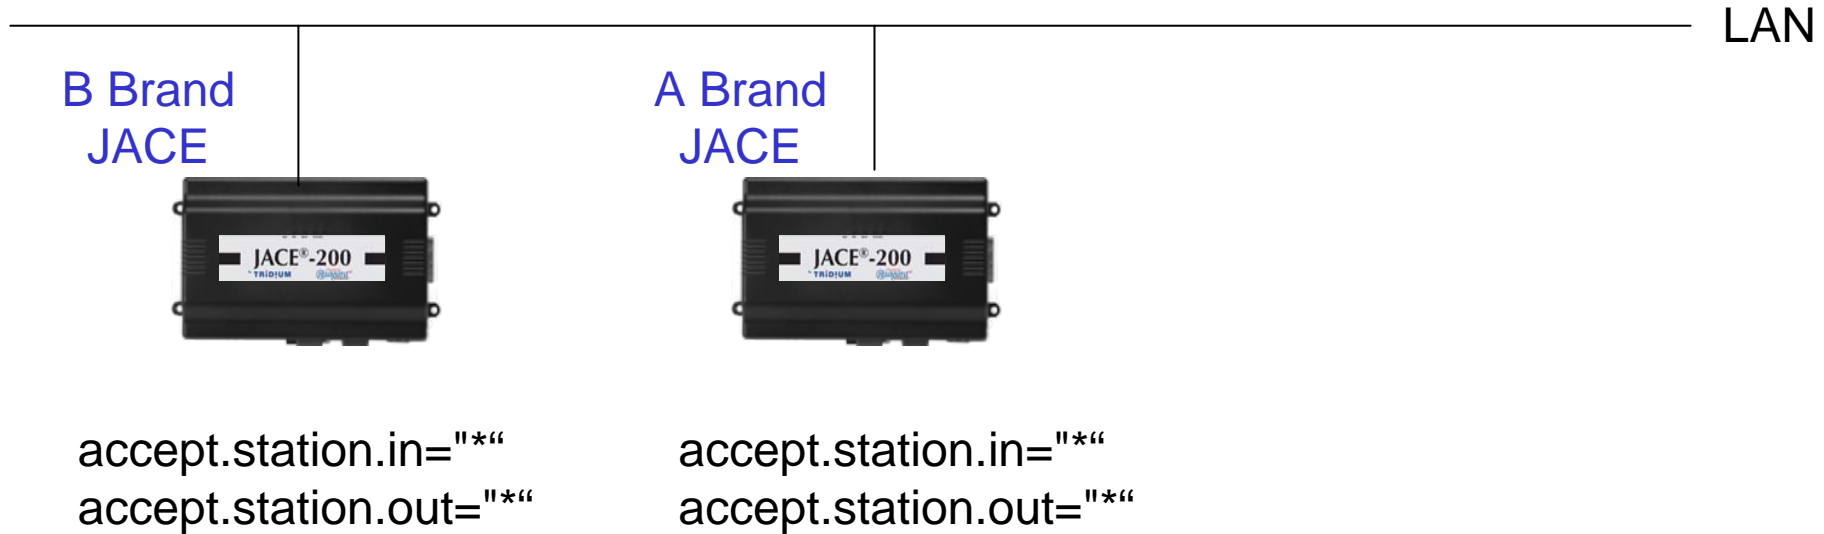 LAN
B Brand
JACE
A Brand
JACE
JACE®-200
TRIDIUM
JACE®-200
TRIDIUM
accept.station.in="*“
accept.station.out="*“
accept.station.in="*“
accept.station.out="*“